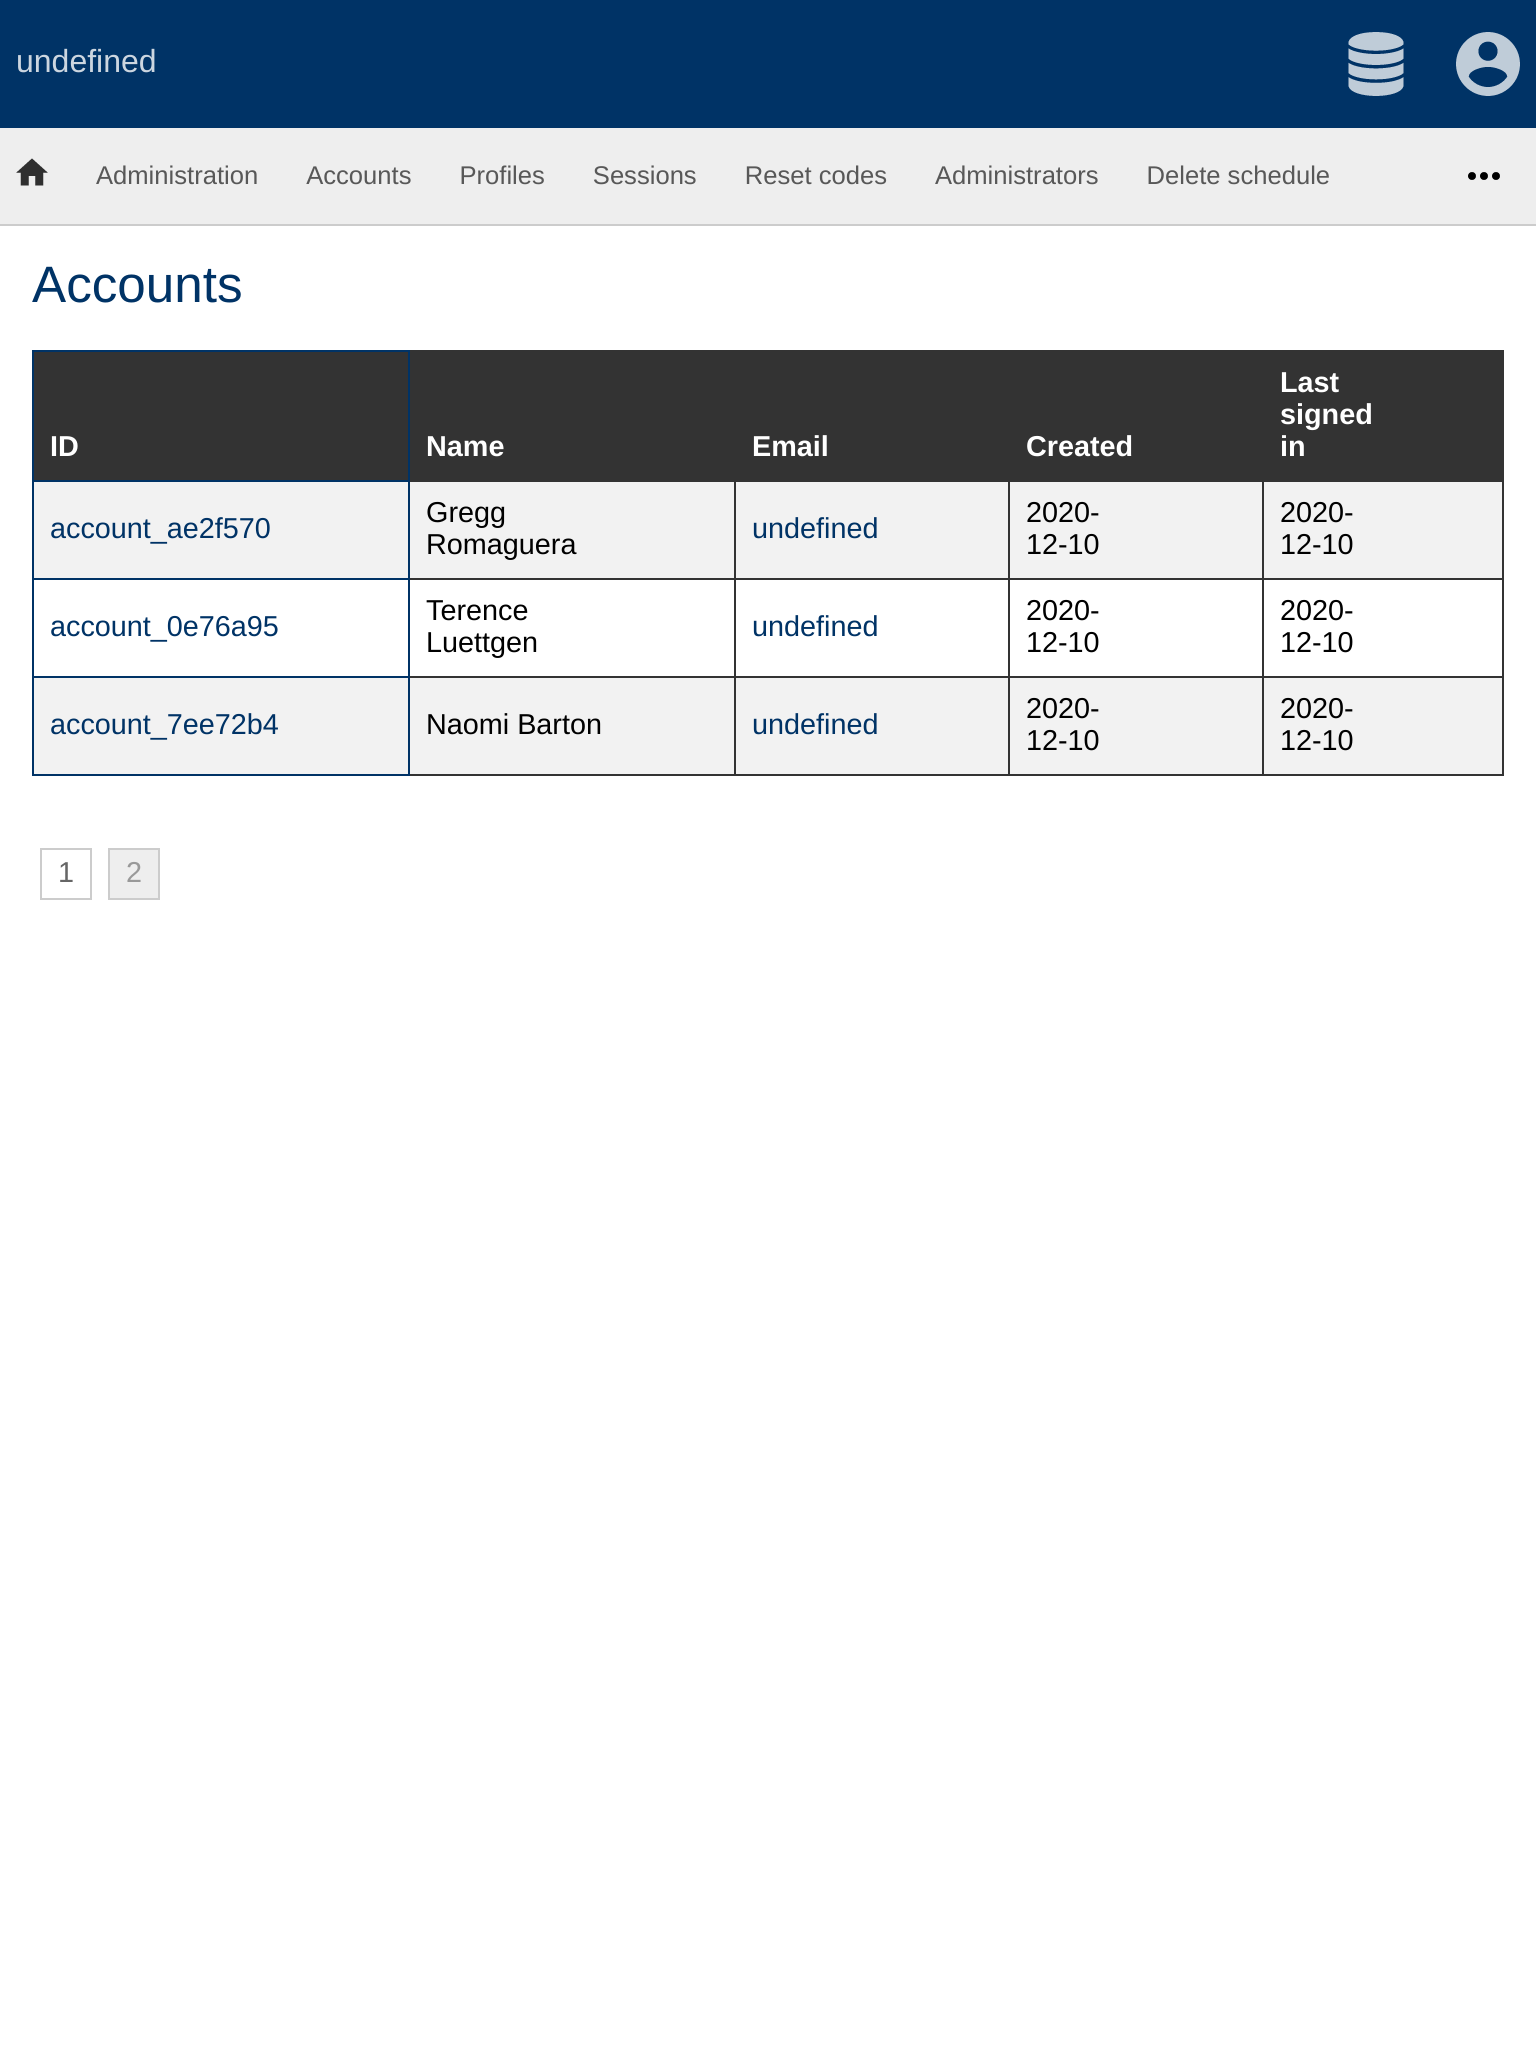 undefined
Administration Accounts Profiles Sessions Reset codes Administrators Delete schedule
Accounts
ID Name Email Created Last signed in
account_ae2f570 Gregg Romaguera undefined 2020-12-10 2020-12-10
account_0e76a95 Terence Luettgen undefined 2020-12-10 2020-12-10
account_7ee72b4 Naomi Barton undefined 2020-12-10 2020-12-10
1 2